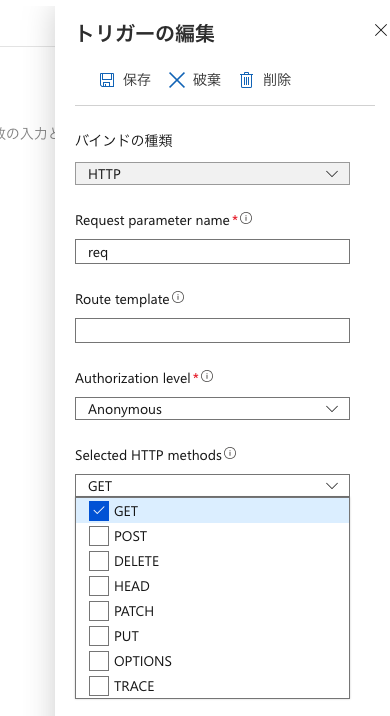 トリガーの編集
保存 破棄 削除
数の入力と
バインドの種類
HTTP
Request parameter name*
req
Route template
Authorization level*
Anonymous
Selected HTTP methods
GET
GET
POST
DELETE
HEAD
PATCH
PUT
OPTIONS
TRACE